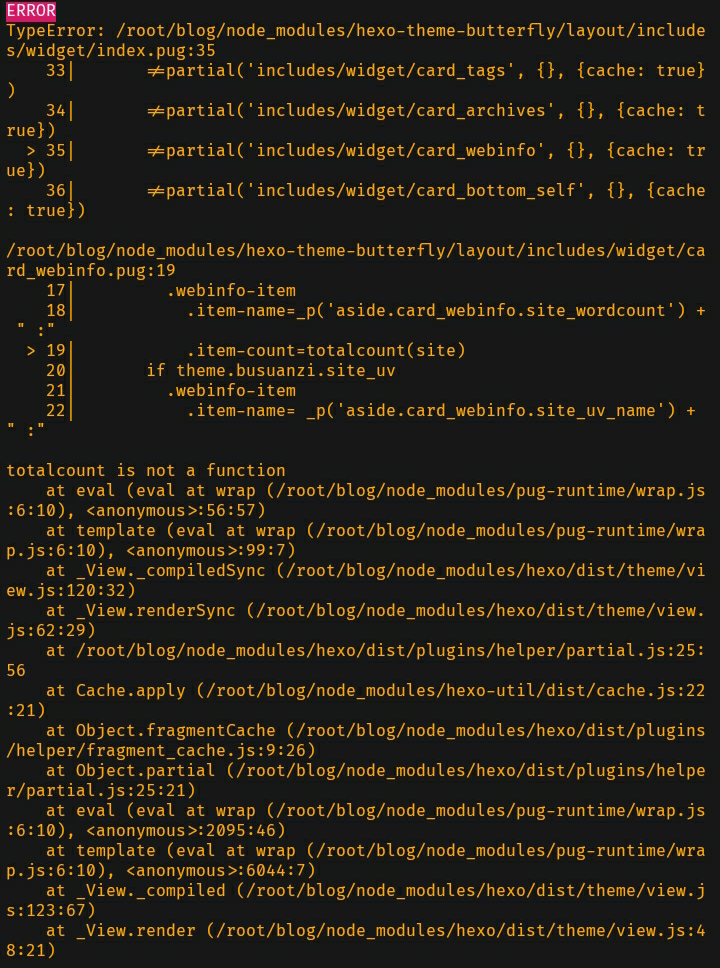 ERROR
TypeError: /root/blog/node_modules/hexo-theme-butterfly/layout/include
s/widget/index.pug:35
    33|       !=partial('includes/widget/card_tags', {}, {cache: true}
)
    34|       !=partial('includes/widget/card_archives', {}, {cache: t
rue})
  > 35|       !=partial('includes/widget/card_webinfo', {}, {cache: tr
ue})
    36|       !=partial('includes/widget/card_bottom_self', {}, {cache
: true})

/root/blog/node_modules/hexo-theme-butterfly/layout/includes/widget/ca
rd_webinfo.pug:19
    17|         .webinfo-item
    18|           .item-name=_p('aside.card_webinfo.site_wordcount') +
 " :"
  > 19|           .item-count=totalcount(site)
    20|       if theme.busuanzi.site_uv
    21|         .webinfo-item
    22|           .item-name= _p('aside.card_webinfo.site_uv_name') +
" :"

totalcount is not a function
    at eval (eval at wrap (/root/blog/node_modules/pug-runtime/wrap.js
:6:10), <anonymous>:56:57)
    at template (eval at wrap (/root/blog/node_modules/pug-runtime/wra
p.js:6:10), <anonymous>:99:7)
    at _View._compiledSync (/root/blog/node_modules/hexo/dist/theme/vi
ew.js:120:32)
    at _View.renderSync (/root/blog/node_modules/hexo/dist/theme/view.
js:62:29)
    at /root/blog/node_modules/hexo/dist/plugins/helper/partial.js:25:
56
    at Cache.apply (/root/blog/node_modules/hexo-util/dist/cache.js:22
:21)
    at Object.fragmentCache (/root/blog/node_modules/hexo/dist/plugins
/helper/fragment_cache.js:9:26)
    at Object.partial (/root/blog/node_modules/hexo/dist/plugins/helpe
r/partial.js:25:21)
    at eval (eval at wrap (/root/blog/node_modules/pug-runtime/wrap.js
:6:10), <anonymous>:2095:46)
    at template (eval at wrap (/root/blog/node_modules/pug-runtime/wra
p.js:6:10), <anonymous>:6044:7)
    at _View._compiled (/root/blog/node_modules/hexo/dist/theme/view.j
s:123:67)
    at _View.render (/root/blog/node_modules/hexo/dist/theme/view.js:4
8:21)